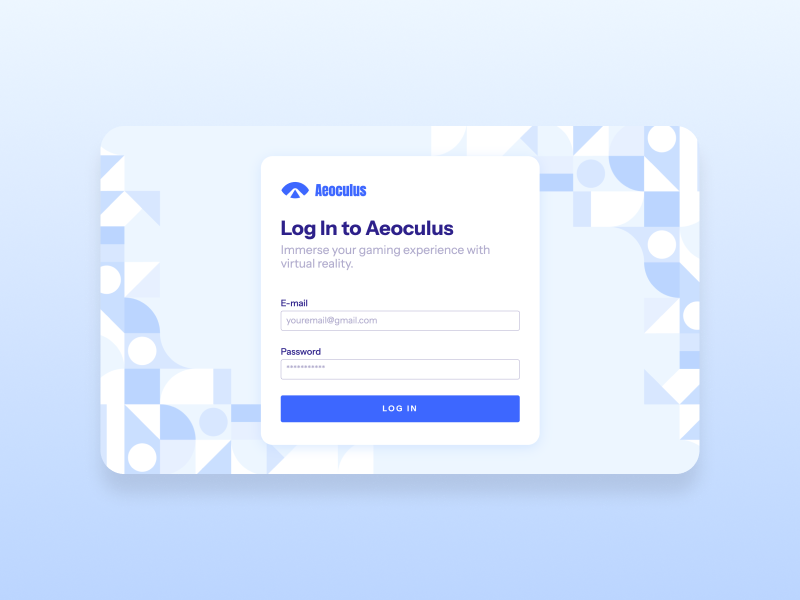 Aeoculus
Log In to Aeoculus
Immerse your gaming experience with
virtual reality.
E-mail
youremail@gmail.com
Password
***********
LOG IN